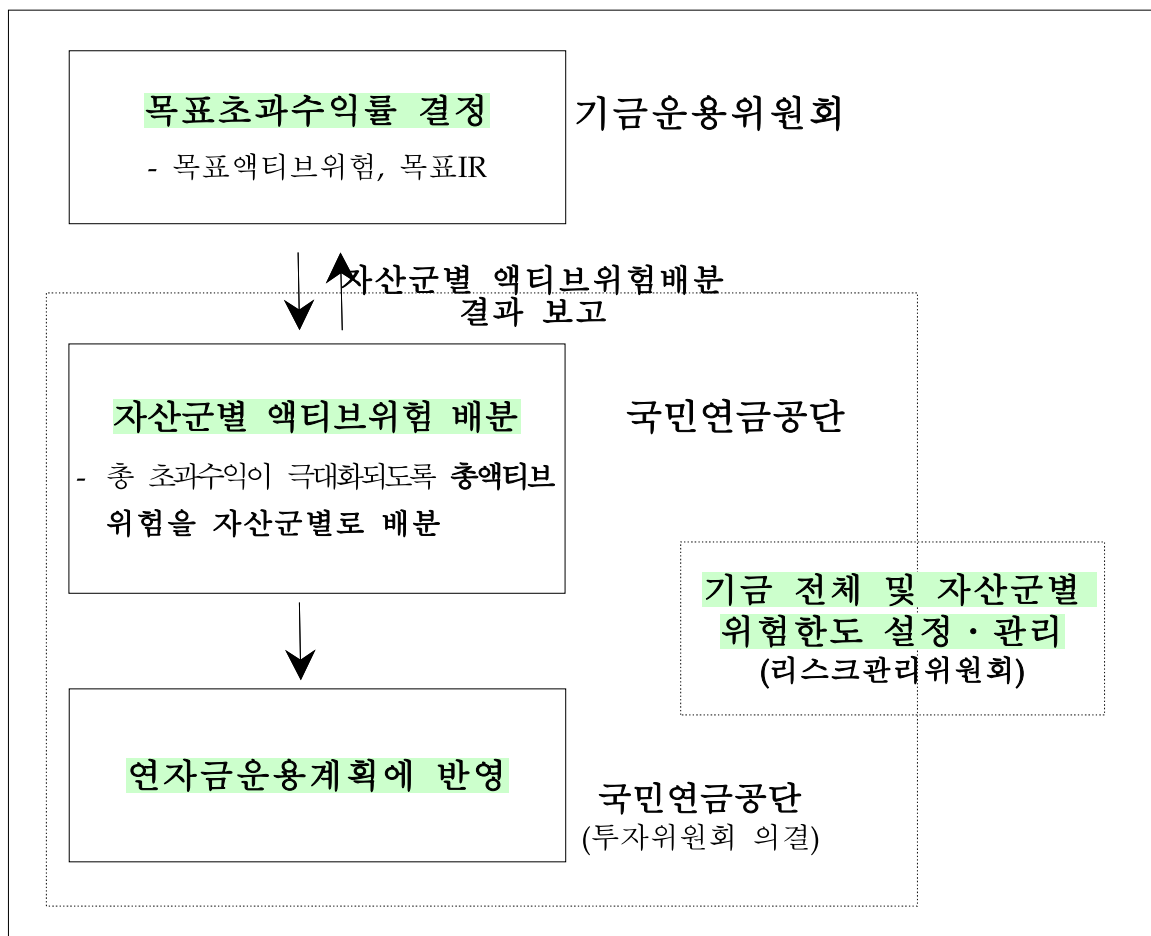 목표초과수익률 결정
- 목표액티브위험, 목표IR
기금운용위원회
자산군별 액티브위험배분
결과 보고
자산군별 액티브위험 배분
- 총 초과수익이 극대화되도록 총액티브
위험을 자산군별로 배분
국민연금공단
기금 전체 및 자산군별
위험한도 설정·관리
(리스크관리위원회)
연자금운용계획에 반영
국민연금공단
(투자위원회 의결)